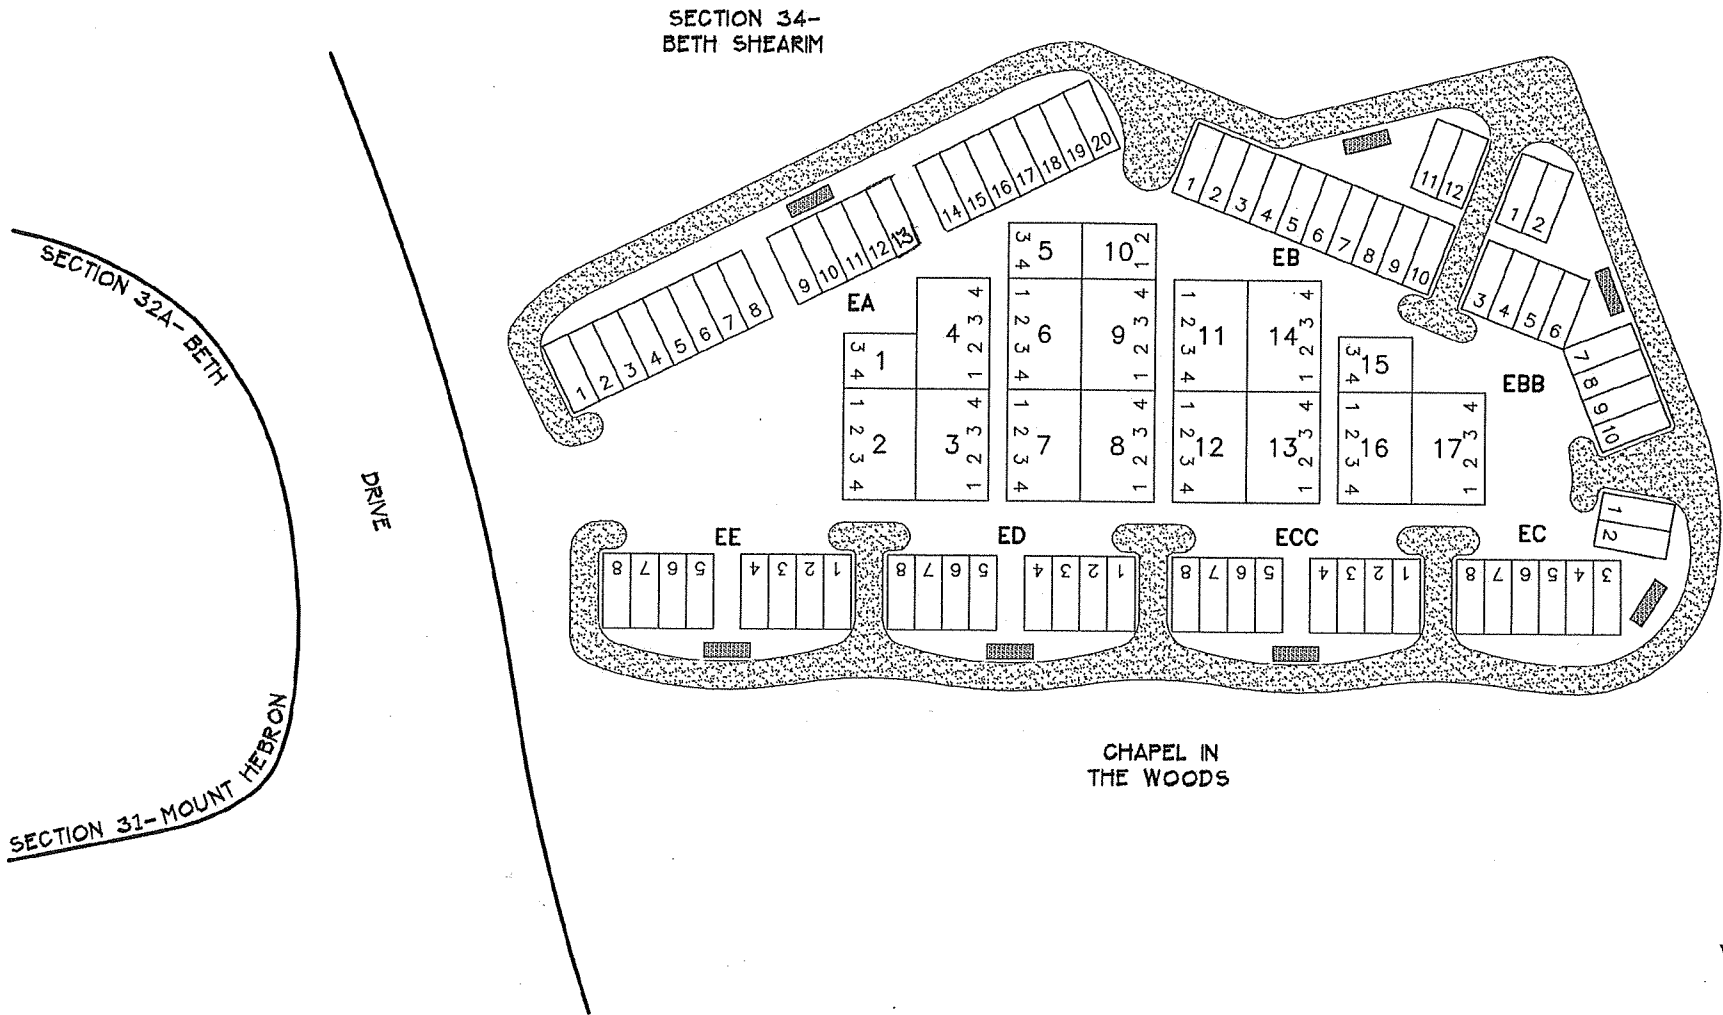 SECTION 34-
BETH SHEARIM
SECTION 32A-BETH
DRIVE
SECTION 31-MOUNT HEBRON
1 2 3 4 5 6 7 8
9 10 11 12 13
14 15 16 17 18 19 20
EA
1 2 3 4 5 6 7 8 9 10
11 12
EB
1 2
3 4 5 6
7 8 9 10
EBB
3 4 1
1 2 3 4 2
4 3 2 1 4
4 3 2 1 3
3 4 5
1 2 3 4 6
1 2 3 4 7
2 1 10
4 3 2 1 9
4 3 2 1 8
1 2 3 4 11
1 2 3 4 12
4 3 2 1 14
4 3 2 1 13
3 4 15
1 2 3 4 16
4 3 2 1 17
EE
8 7 6 5
4 3 2 1
ED
8 7 6 5
4 3 2 1
ECC
8 7 6 5
4 3 2 1
EC
8 7 6 5 4 3
1 2
CHAPEL IN
THE WOODS